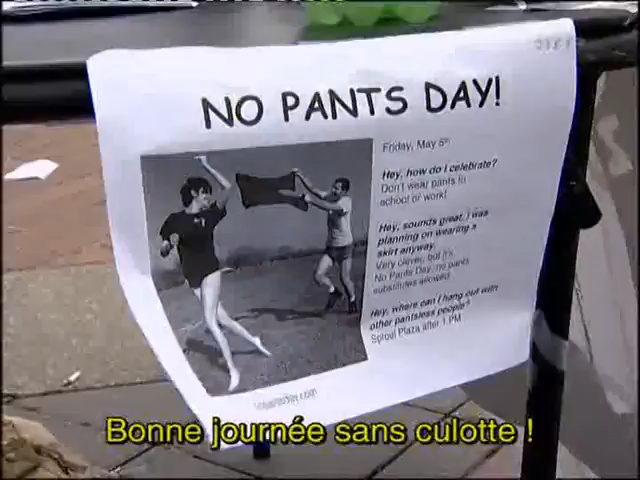 NO PANTS DAY!
Friday, May 5th
Hey, how do I celebrate?
Don't wear pants to
school or work!
Hey, sounds great, I was
planning on wearing a
skirt anyway.
Very clever, but it's
No Pants Day, no pants
substitutes allowed.
Hey, where can I hang out with
other pantsless people?
Sproul Plaza after 1 PM
Bonne journée sans culotte !